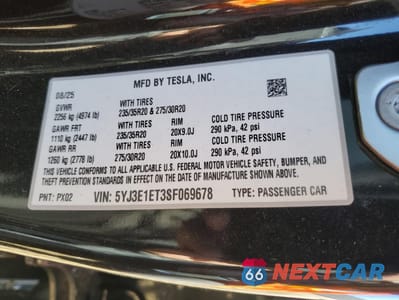 MFD BY TESLA, INC.
08/25
GVWR
2256 kg (4974 lb)
WITH TIRES
235/35R20 & 275/30R20
GAWR FRT
1110 kg (2447 lb)
WITH TIRES
235/35R20
RIM
20X9.0J
COLD TIRE PRESSURE
290 kPa, 42 psi
GAWR RR
1260 kg (2778 lb)
WITH TIRES
275/30R20
RIM
20X10.0J
COLD TIRE PRESSURE
290 kPa, 42 psi
THIS VEHICLE CONFORMS TO ALL APPLICABLE U.S. FEDERAL MOTOR VEHICLE SAFETY, BUMPER, AND
THEFT PREVENTION STANDARDS IN EFFECT ON THE DATE OF MANUFACTURE SHOWN ABOVE.
PNT: PX02
VIN: 5YJ3E1ET3SF069678
TYPE: PASSENGER CAR
66 NEXTCAR